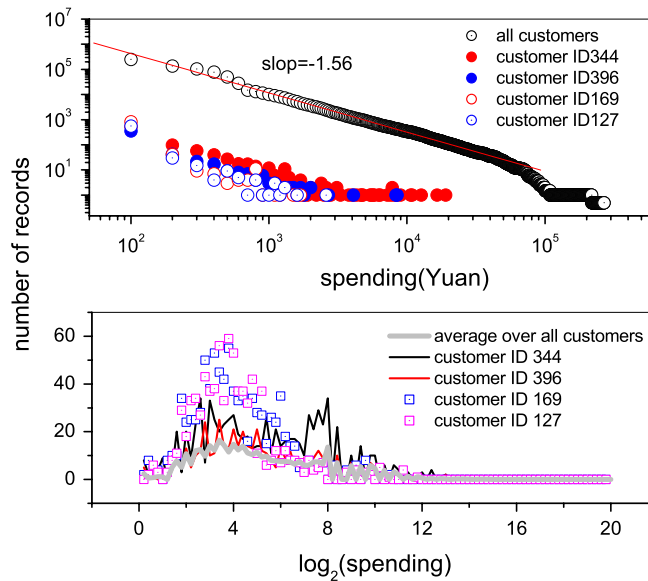 10^7
10^5
10^3
10^1
10^2
10^3
10^4
10^5
all customers
customer ID344
customer ID396
customer ID169
customer ID127
slop=-1.56
spending(Yuan)
number of records
60
40
20
0
0
4
8
12
16
20
average over all customers
customer ID 344
customer ID 396
customer ID 169
customer ID 127
log_2(spending)